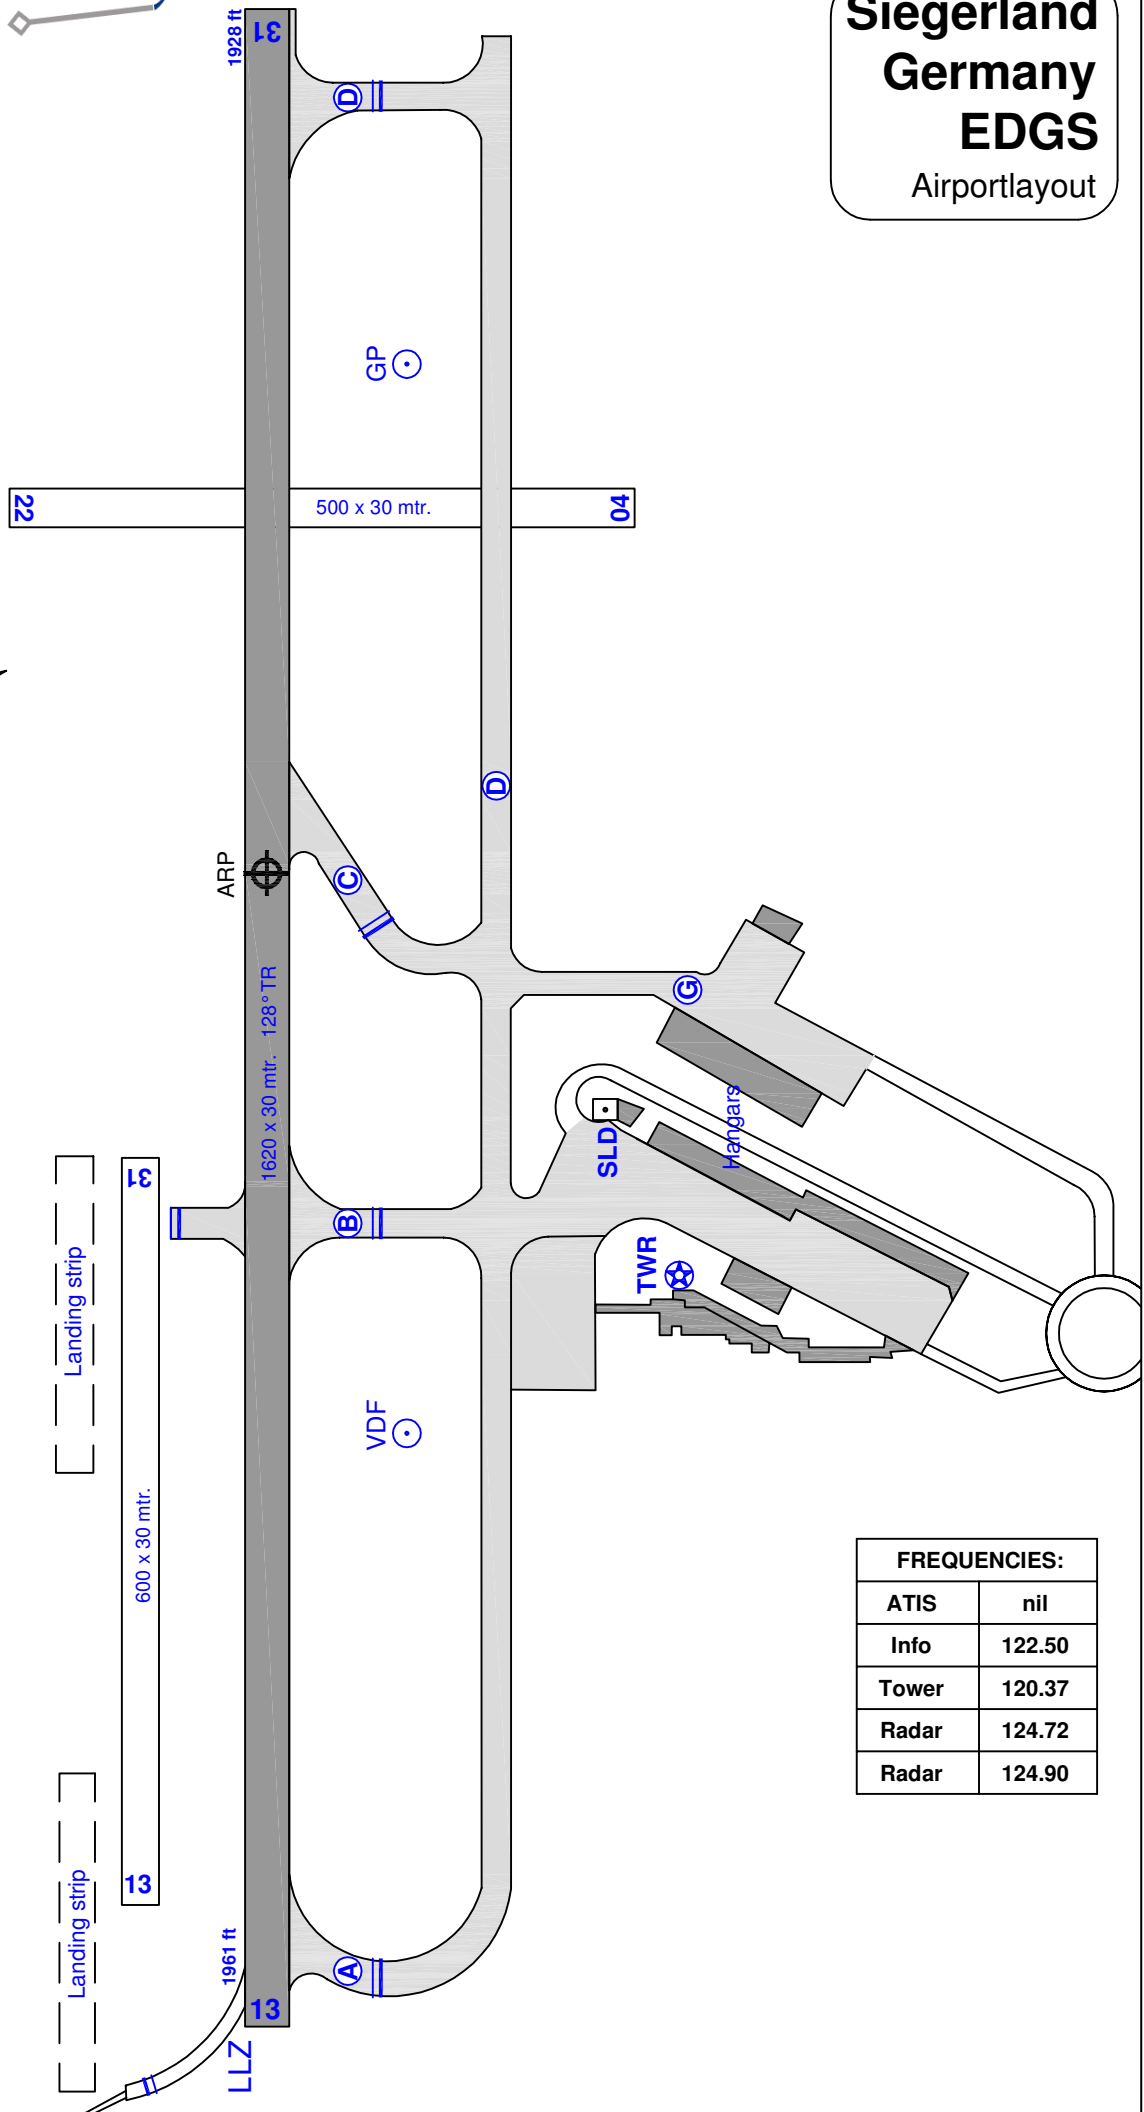 Siegerland
Germany
EDGS
Airportlayout
1928 ft
31
D
GP
22
500 x 30 mtr.
04
D
ARP
C
1620 x 30 mtr. 128° TR
G
Hangars
SLD
31
B
TWR
Landing strip
VDF
600 x 30 mtr.
FREQUENCIES:
ATIS nil
Info 122.50
Tower 120.37
Radar 124.72
Radar 124.90
13
Landing strip
1961 ft
A
13
LLZ